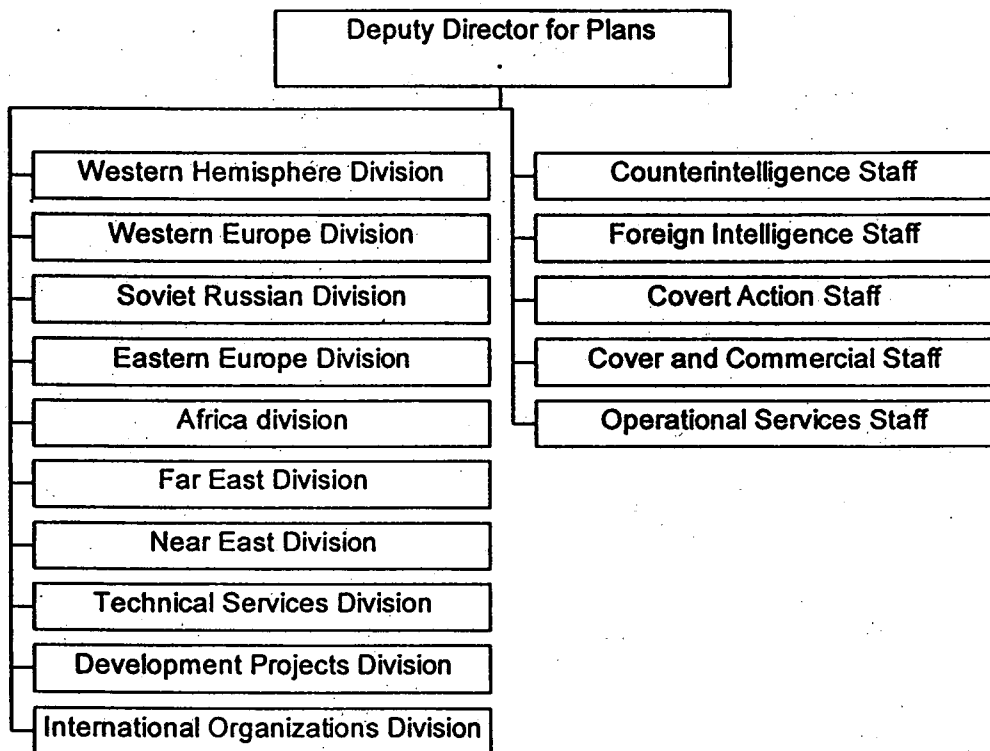 Deputy Director for Plans
Western Hemisphere Division
Western Europe Division
Soviet Russian Division
Eastern Europe Division
Africa division
Far East Division
Near East Division
Technical Services Division
Development Projects Division
International Organizations Division
Counterintelligence Staff
Foreign Intelligence Staff
Covert Action Staff
Cover and Commercial Staff
Operational Services Staff